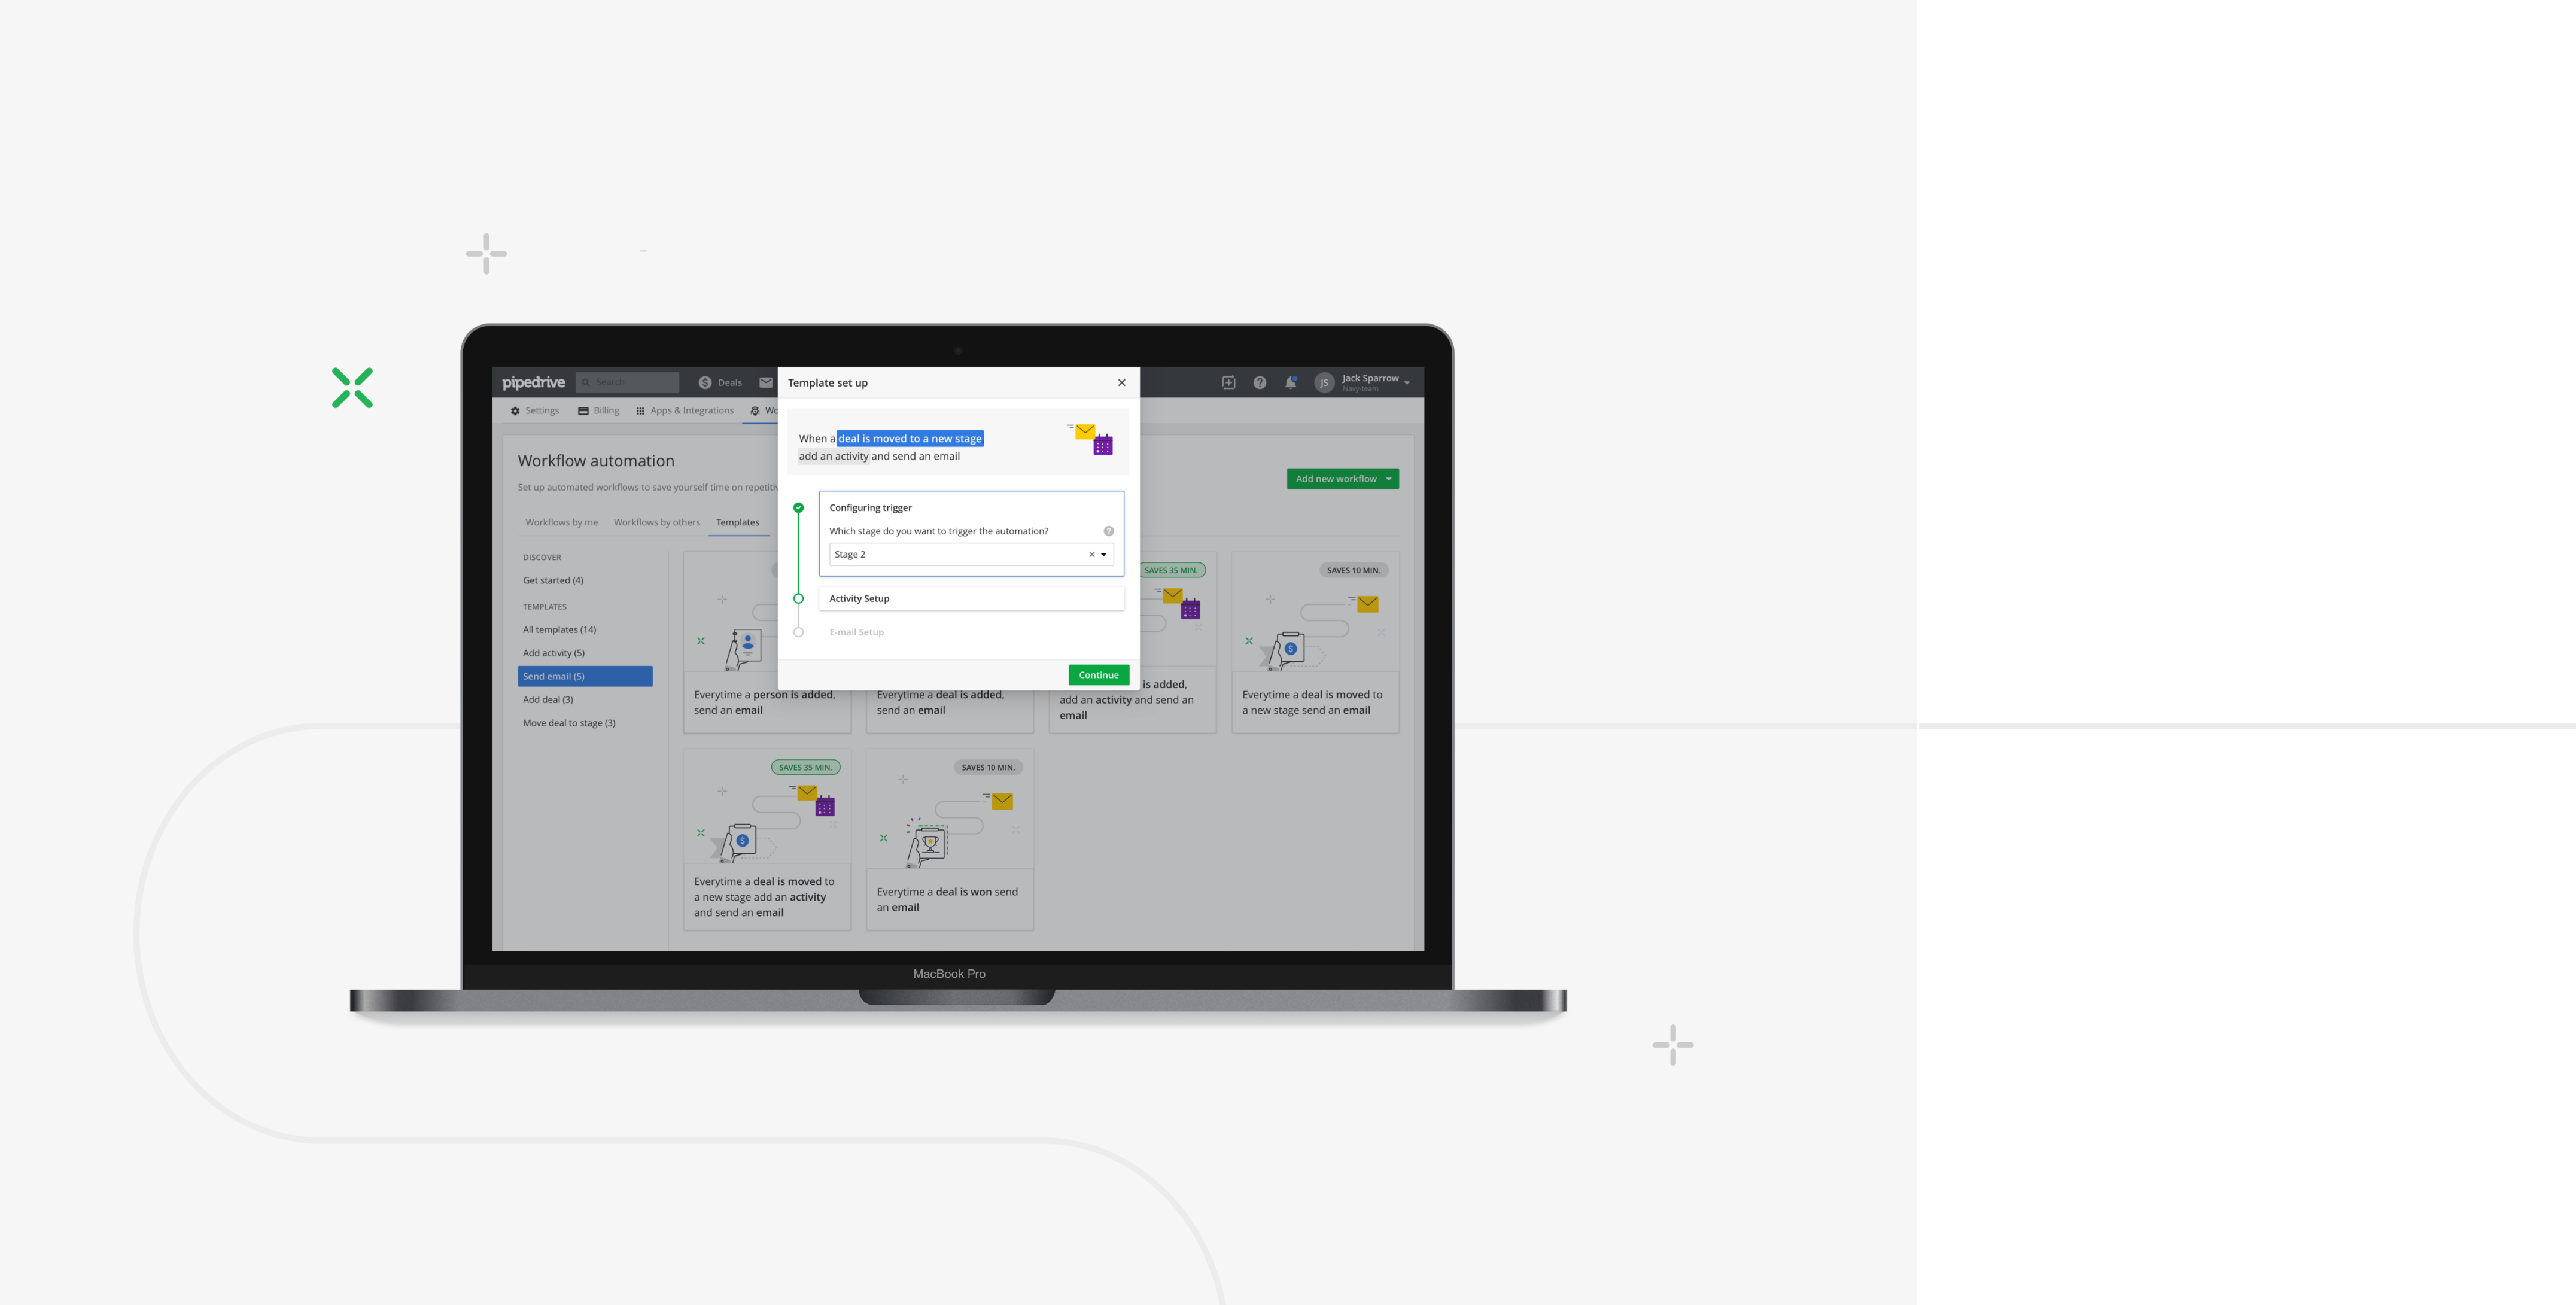 pipedrive
Search
Deals
Template set up
JS
Jack Sparrow
Navy-team
Settings
Billing
Apps & Integrations
When a deal is moved to a new stage
add an activity and send an email
Workflow automation
Set up automated workflows to save yourself time on
Add new workflow
Workflows by me
Workflows by others
Templates
Configuring trigger
Which stage do you want to trigger the automation?
Stage 2
Activity Setup
E-mail Setup
Continue
DISCOVER
Get started (4)
TEMPLATES
All templates (14)
Add activity (5)
Send email (5)
Add deal (3)
Move deal to stage (3)
Everytime a person is added,
send an email
Everytime a deal is added,
send an email
SAVES 35 MIN.
is added,
add an activity and send an
email
SAVES 10 MIN.
Everytime a deal is moved to
a new stage send an email
SAVES 35 MIN.
Everytime a deal is moved to
a new stage add an activity
and send an email
SAVES 10 MIN.
Everytime a deal is won send
an email
MacBook Pro